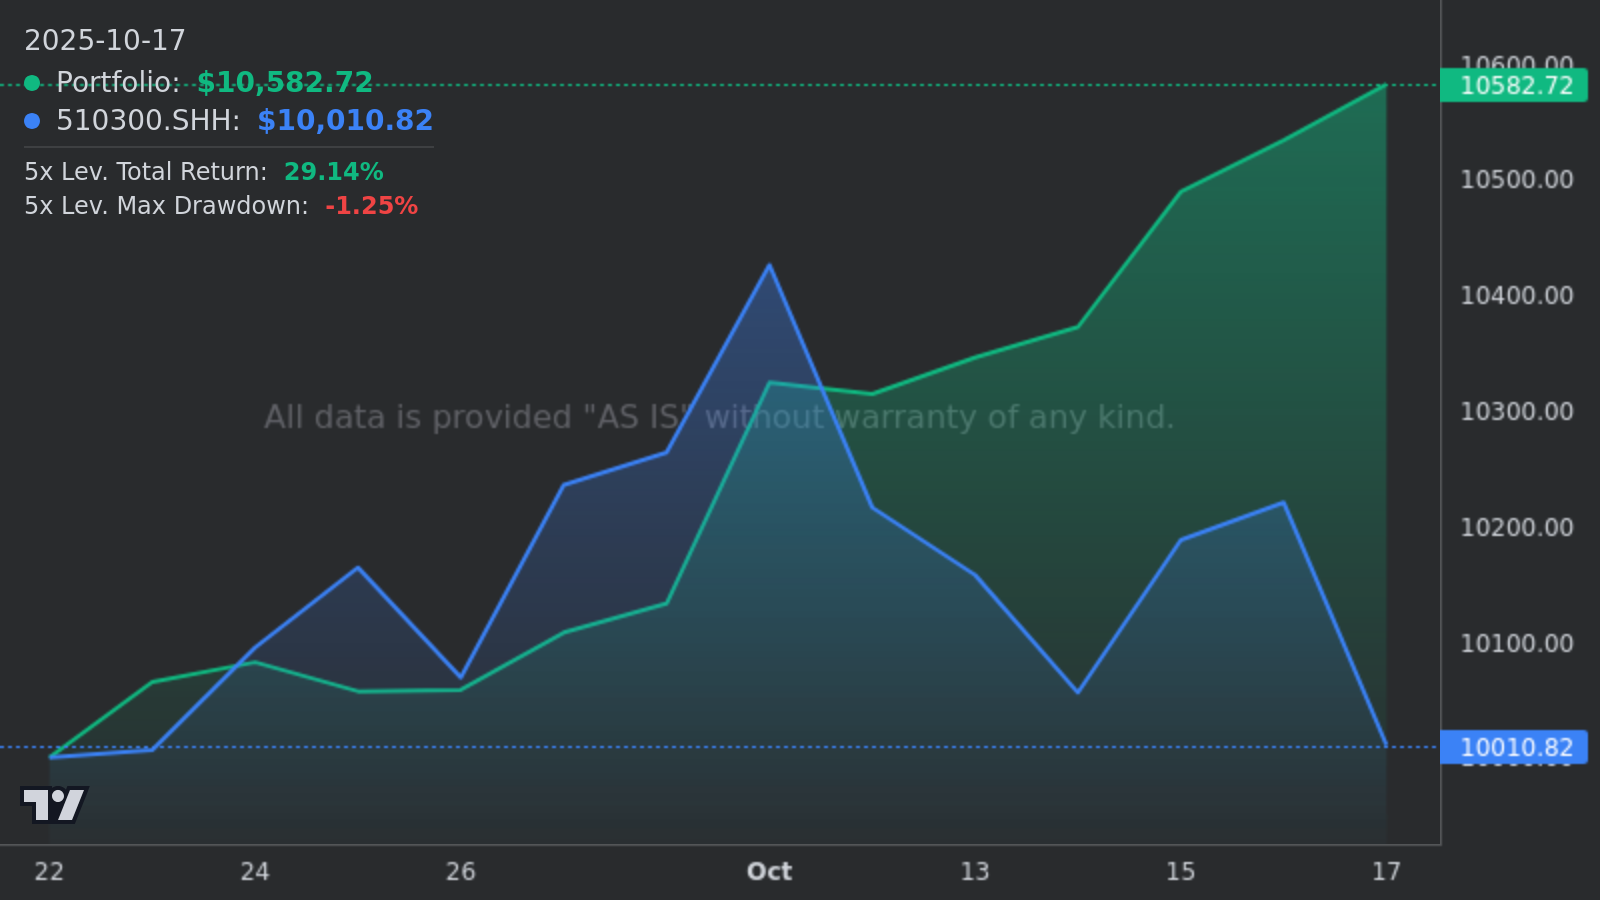 2025-10-17
Portfolio: $10,582.72
510300.SHH: $10,010.82
5x Lev. Total Return: 29.14%
5x Lev. Max Drawdown: -1.25%
10600.00
10582.72
10500.00
10400.00
10300.00
10200.00
10100.00
10010.82
All data is provided "AS IS" without warranty of any kind.
22 24 26 Oct 13 15 17